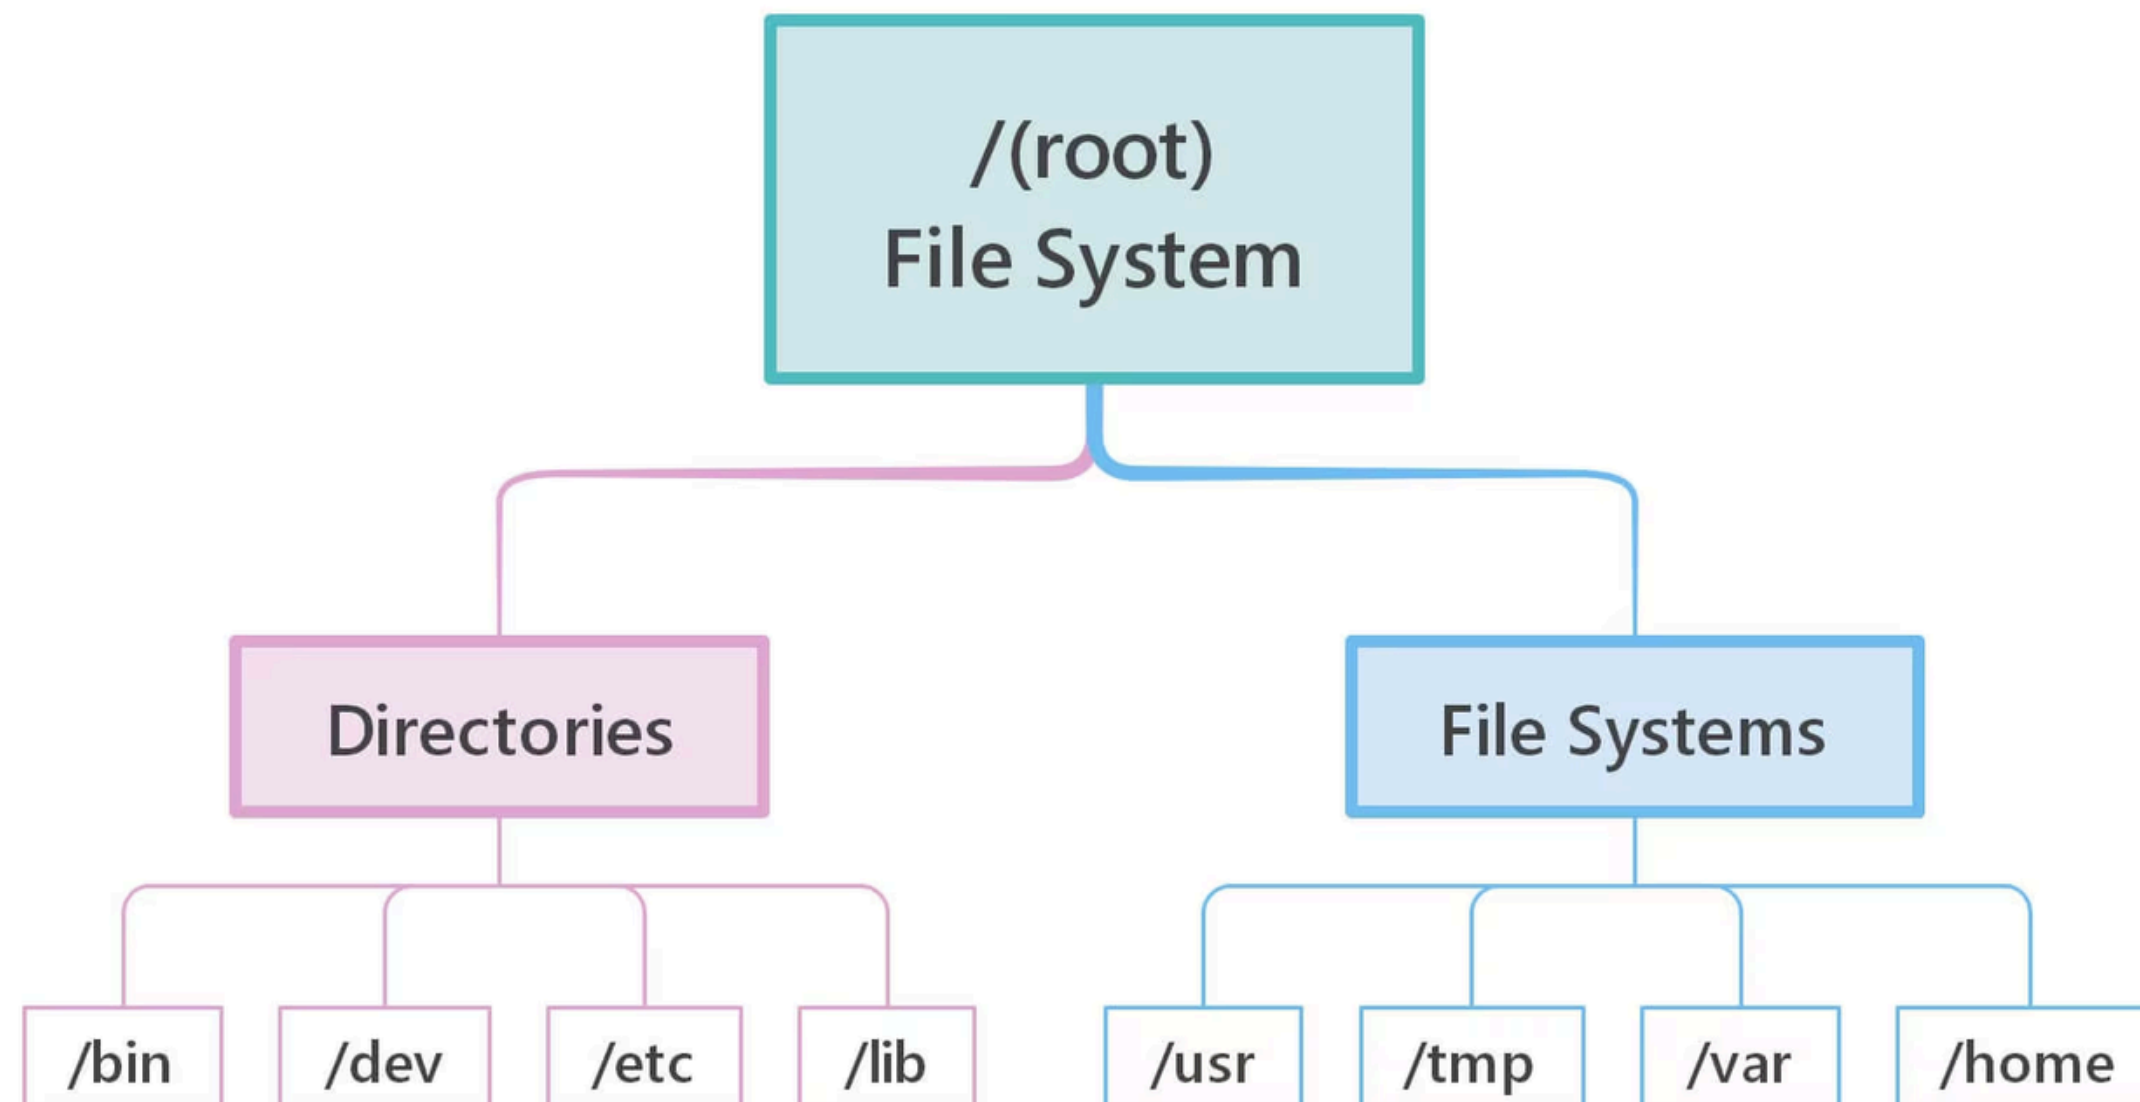 /(root)
File System
Directories
File Systems
/bin
/dev
/etc
/lib
/usr
/tmp
/var
/home